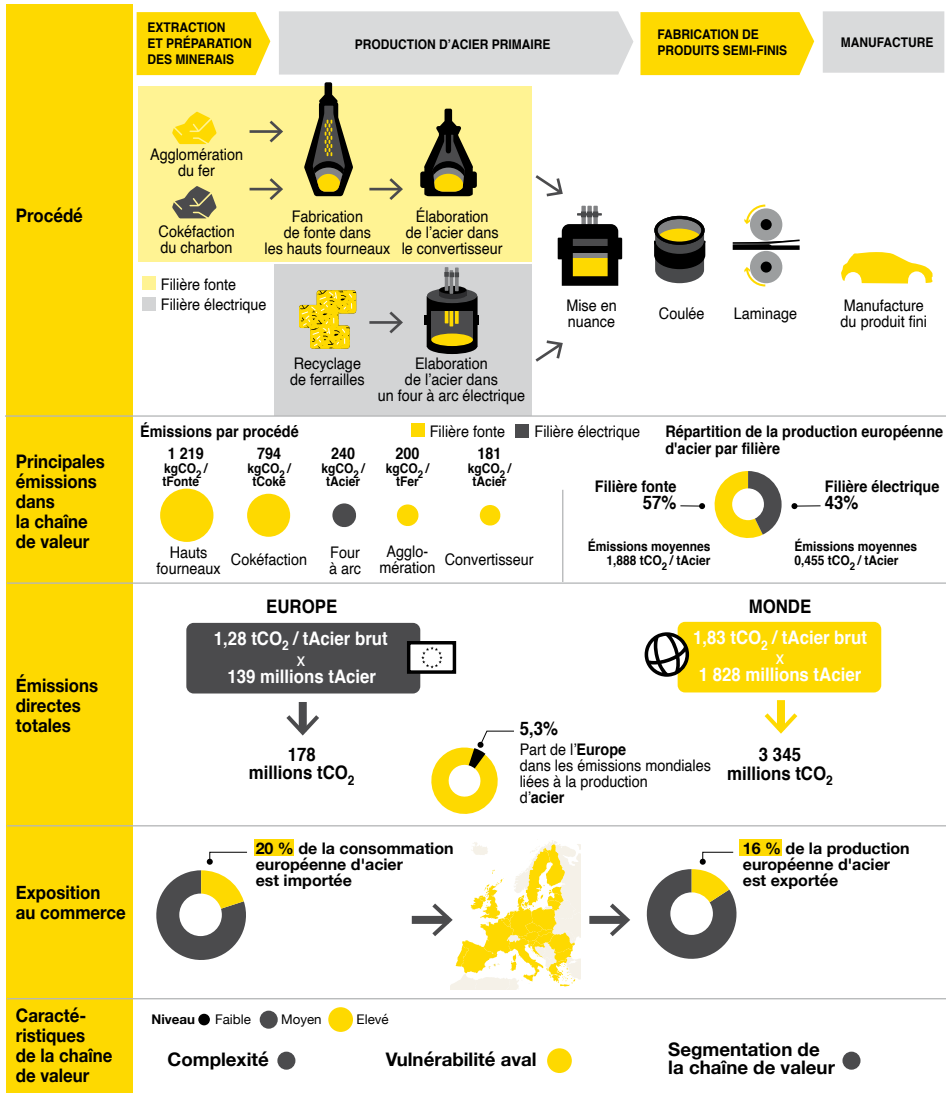 EXTRACTION
ET PRÉPARATION
DES MINERAIS
PRODUCTION D'ACIER PRIMAIRE
FABRICATION DE
PRODUITS SEMI-FINIS
MANUFACTURE
Procédé
Agglomération
du fer
Cokéfaction
du charbon
Fabrication
de fonte dans
les hauts fourneaux
Élaboration
de l'acier dans
le convertisseur
Filière fonte
Filière électrique
Recyclage
de ferrailles
Elaboration
de l'acier dans
un four à arc électrique
Mise en
nuance
Coulée
Laminage
Manufacture
du produit fini
Principales
émissions
dans
la chaîne
de valeur
Émissions par procédé
Filière fonte
Filière électrique
1 219
kgCO2 /
tFonte
Hauts
fourneaux
794
kgCO2 /
tCoke
Cokéfaction
240
kgCO2 /
tAcier
Four
à arc
200
kgCO2 /
tFer
Agglo-
mération
181
kgCO2 /
tAcier
Convertisseur
Répartition de la production européenne
d'acier par filière
Filière fonte
57%
Émissions moyennes
1,888 tCO2 / tAcier
Filière électrique
43%
Émissions moyennes
0,455 tCO2 / tAcier
Émissions
directes
totales
EUROPE
1,28 tCO2 / tAcier brut
x
139 millions tAcier
178
millions tCO2
5,3%
Part de l'Europe
dans les émissions mondiales
liées à la production
d'acier
MONDE
1,83 tCO2 / tAcier brut
x
1 828 millions tAcier
3 345
millions tCO2
Exposition
au commerce
20 % de la consommation
européenne d'acier
est importée
16 % de la production
européenne d'acier
est exportée
Caracté-
ristiques
de la chaîne
de valeur
Niveau Faible Moyen Elevé
Complexité
Vulnérabilité aval
Segmentation de
la chaîne de valeur